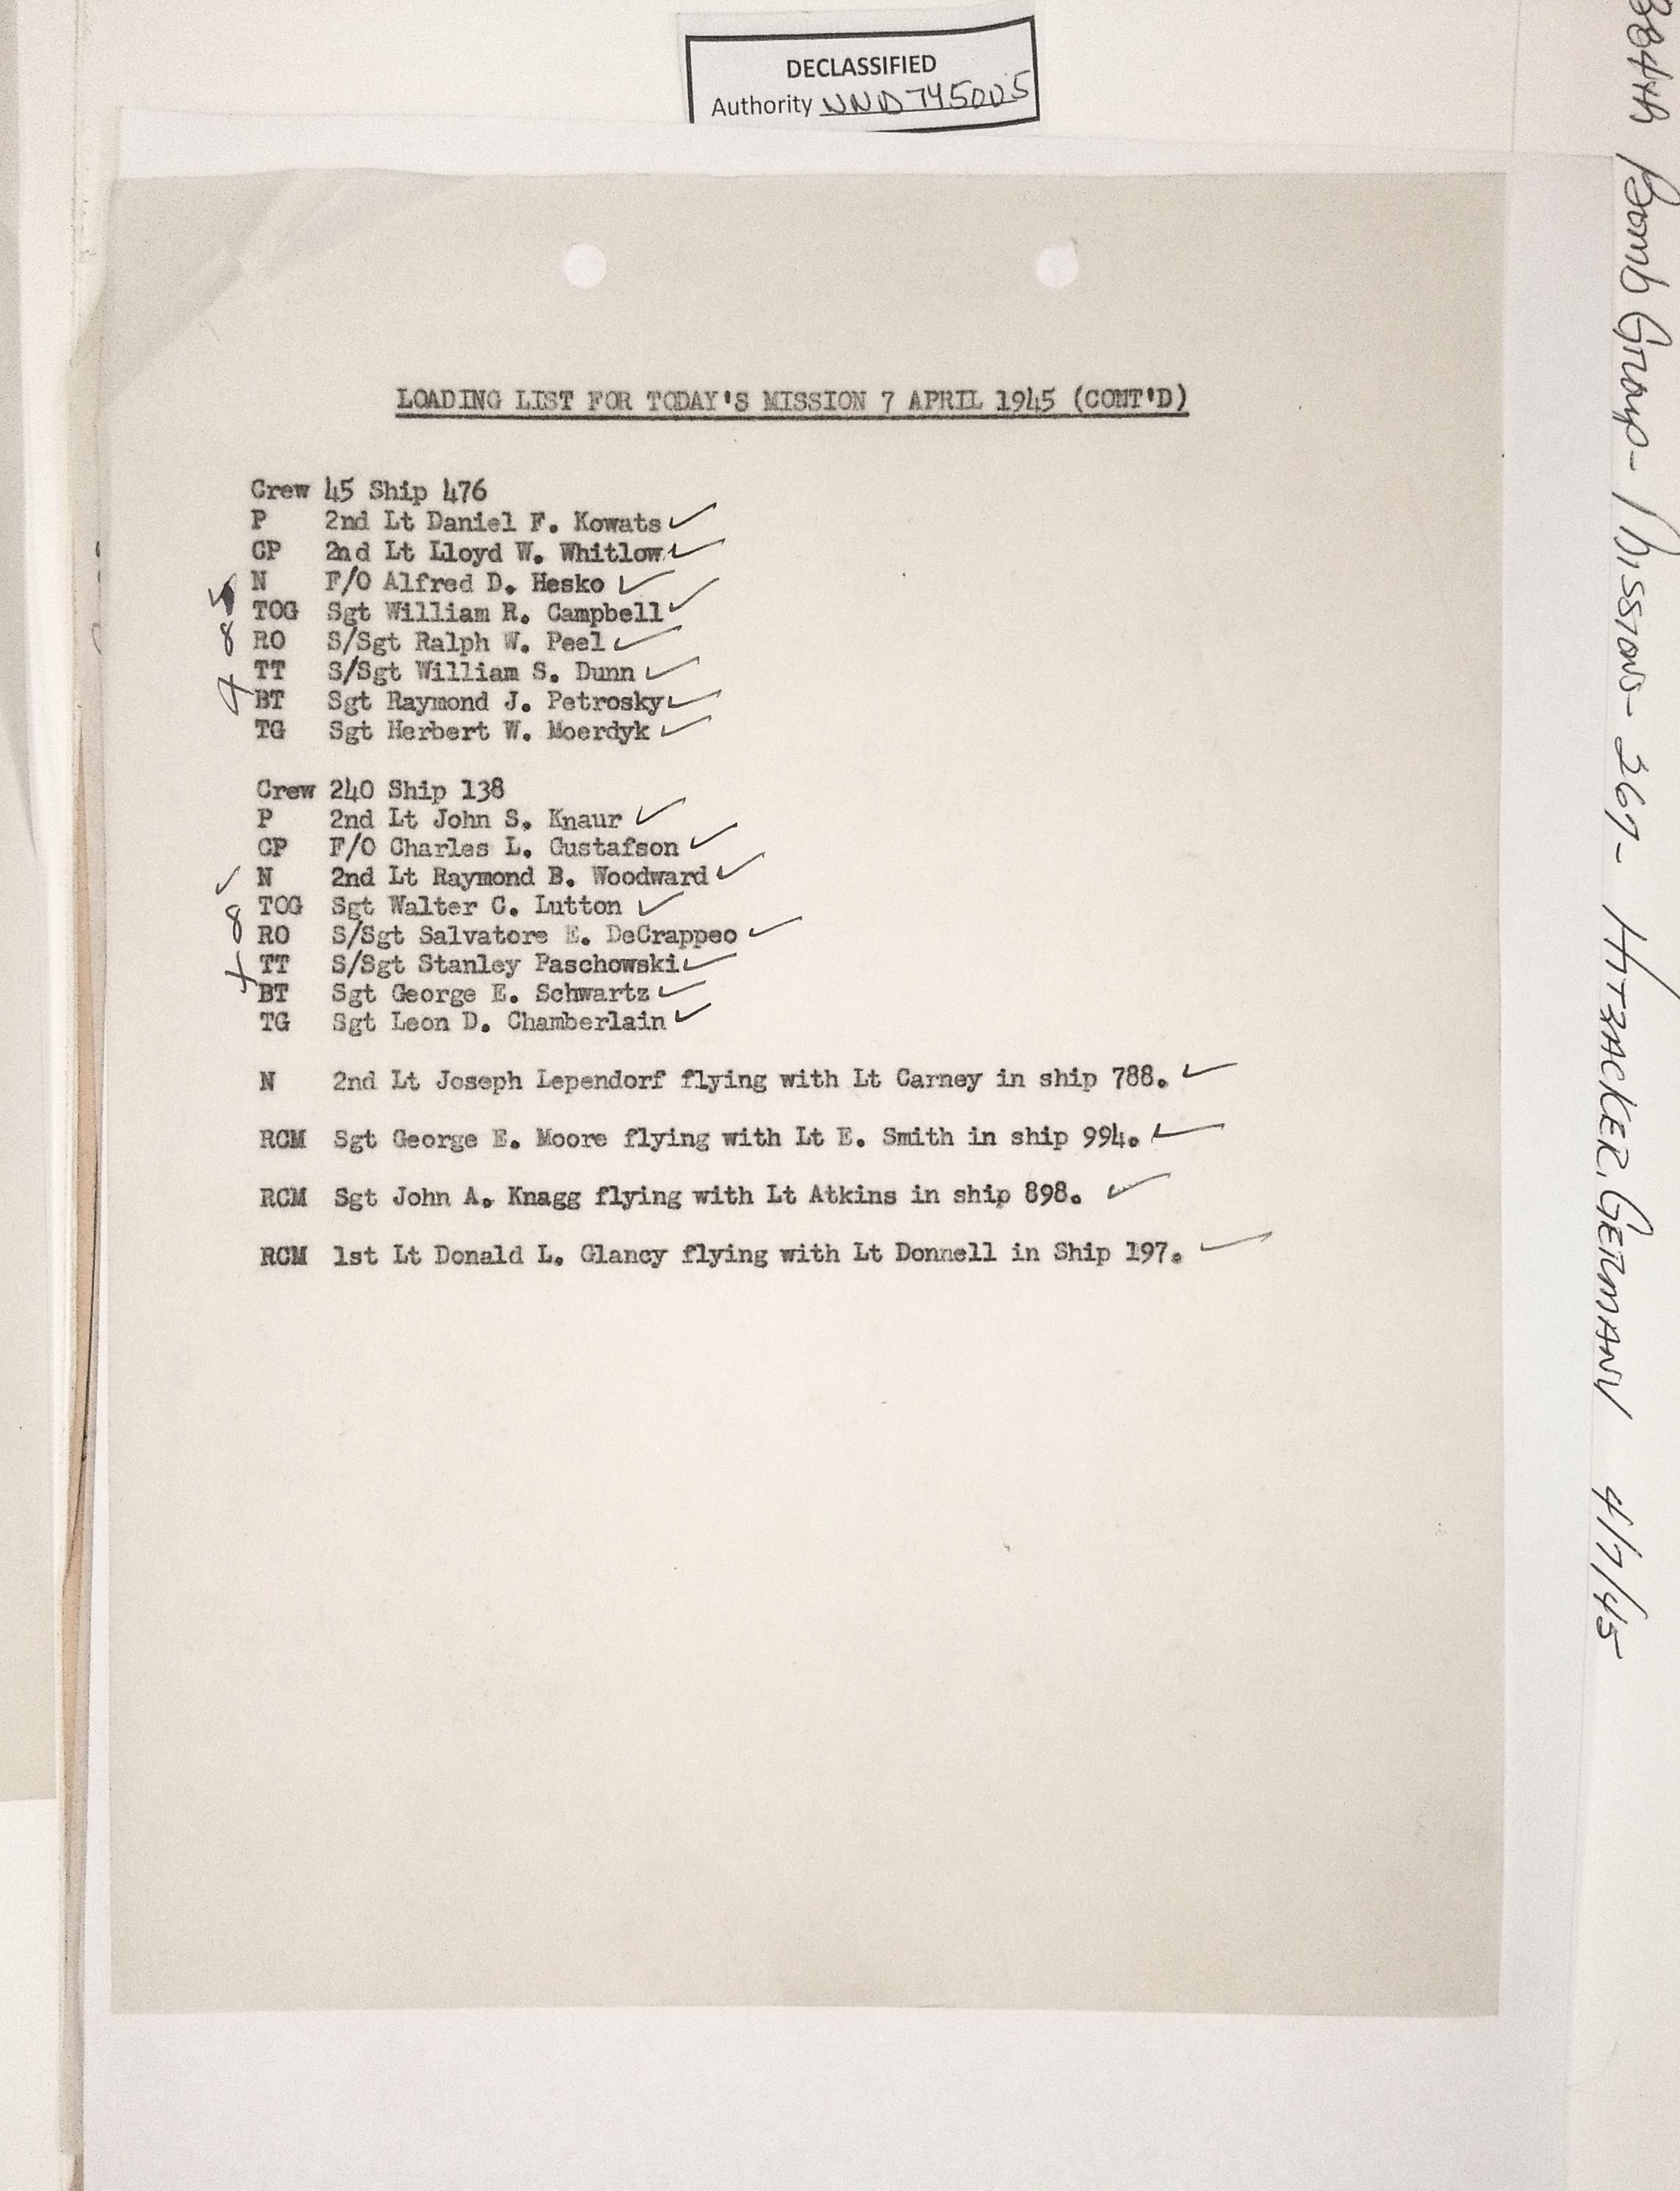 DECLASSIFIED
Authority NND 745005
LOADING LIST FOR TODAY'S MISSION 7 APRIL 1945 (CONT'D)
Crew 45 Ship 476
P 2nd Lt Daniel F. Kowats ✓
CP 2nd Lt Lloyd W. Whitlow ✓
N F/O Alfred D. Hesko ✓
TOG Sgt William R. Campbell ✓
8 RO S/Sgt Ralph W. Peel ✓
TT S/Sgt William S. Dunn ✓
BT Sgt Raymond J. Petrosky ✓
TG Sgt Herbert W. Moerdyk ✓
Crew 240 Ship 138
P 2nd Lt John S. Knaur ✓
CP F/O Charles L. Gustafson ✓
✓ N 2nd Lt Raymond B. Woodward ✓
8 TOG Sgt Walter C. Lutton ✓
RO S/Sgt Salvatore E. DeCrappeo ✓
TT S/Sgt Stanley Paschowski ✓
BT Sgt George E. Schwartz ✓
TG Sgt Leon D. Chamberlain ✓
N 2nd Lt Joseph Lependorf flying with Lt Carney in ship 788. ✓
RCM Sgt George E. Moore flying with Lt E. Smith in ship 994. ✓
RCM Sgt John A. Knagg flying with Lt Atkins in ship 898. ✓
RCM 1st Lt Donald L. Glancy flying with Lt Donnell in Ship 197. ✓
384th Bomb Group - Missions - 267 - HITZACKER, GERMANY 4/7/45